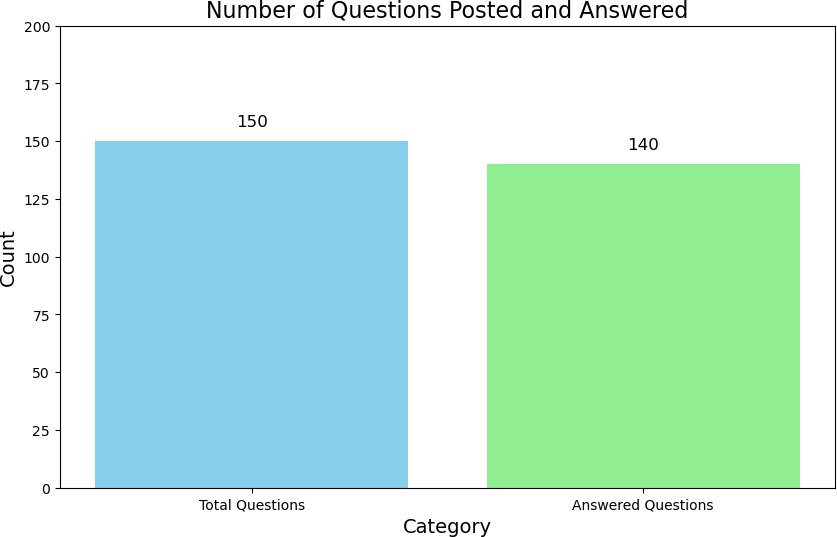 Number of Questions Posted and Answered
200
175
150
125
100
75
50
25
0
Count
150
140
Total Questions
Answered Questions
Category